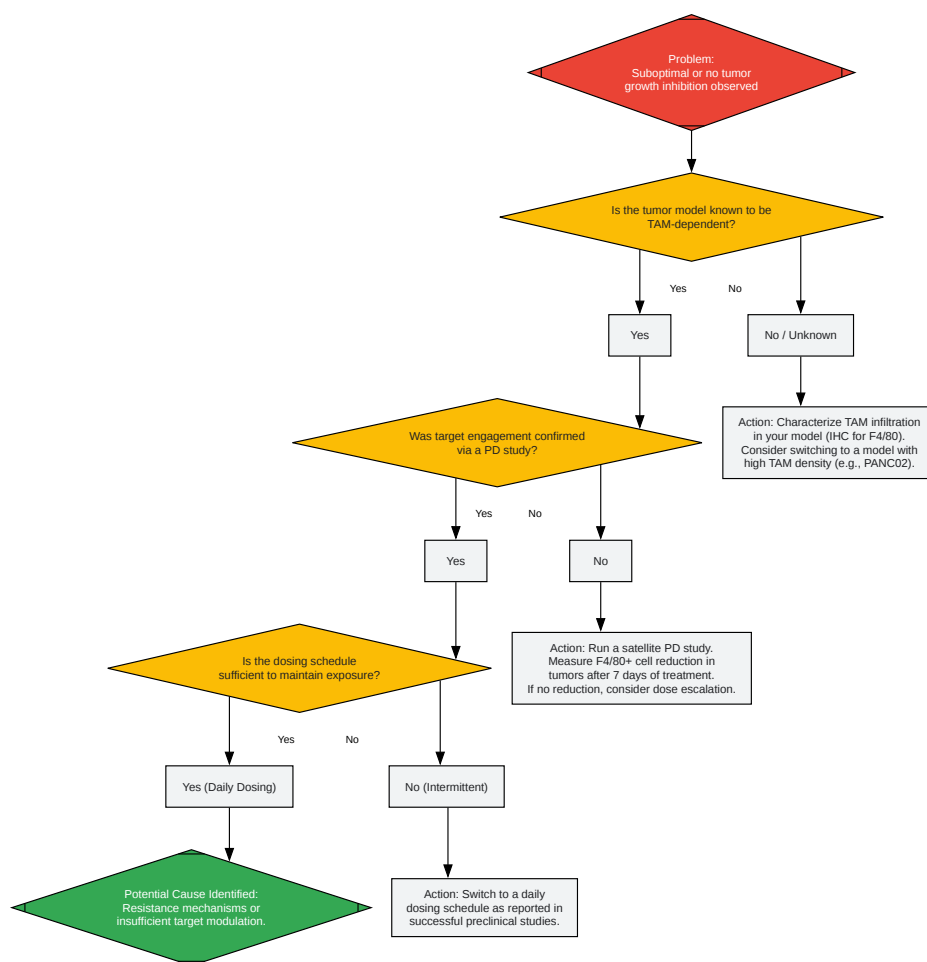 Problem:
Suboptimal or no tumor
growth inhibition observed
Is the tumor model known to be
TAM-dependent?
Yes
No
Yes
No / Unknown
Action: Characterize TAM infiltration
in your model (IHC for F4/80).
Consider switching to a model with
high TAM density (e.g., PANC02).
Was target engagement confirmed
via a PD study?
Yes
No
Yes
No
Action: Run a satellite PD study.
Measure F4/80+ cell reduction in
tumors after 7 days of treatment.
If no reduction, consider dose escalation.
Is the dosing schedule
sufficient to maintain exposure?
Yes
No
Yes (Daily Dosing)
No (Intermittent)
Potential Cause Identified:
Resistance mechanisms or
insufficient target modulation.
Action: Switch to a daily
dosing schedule as reported in
successful preclinical studies.